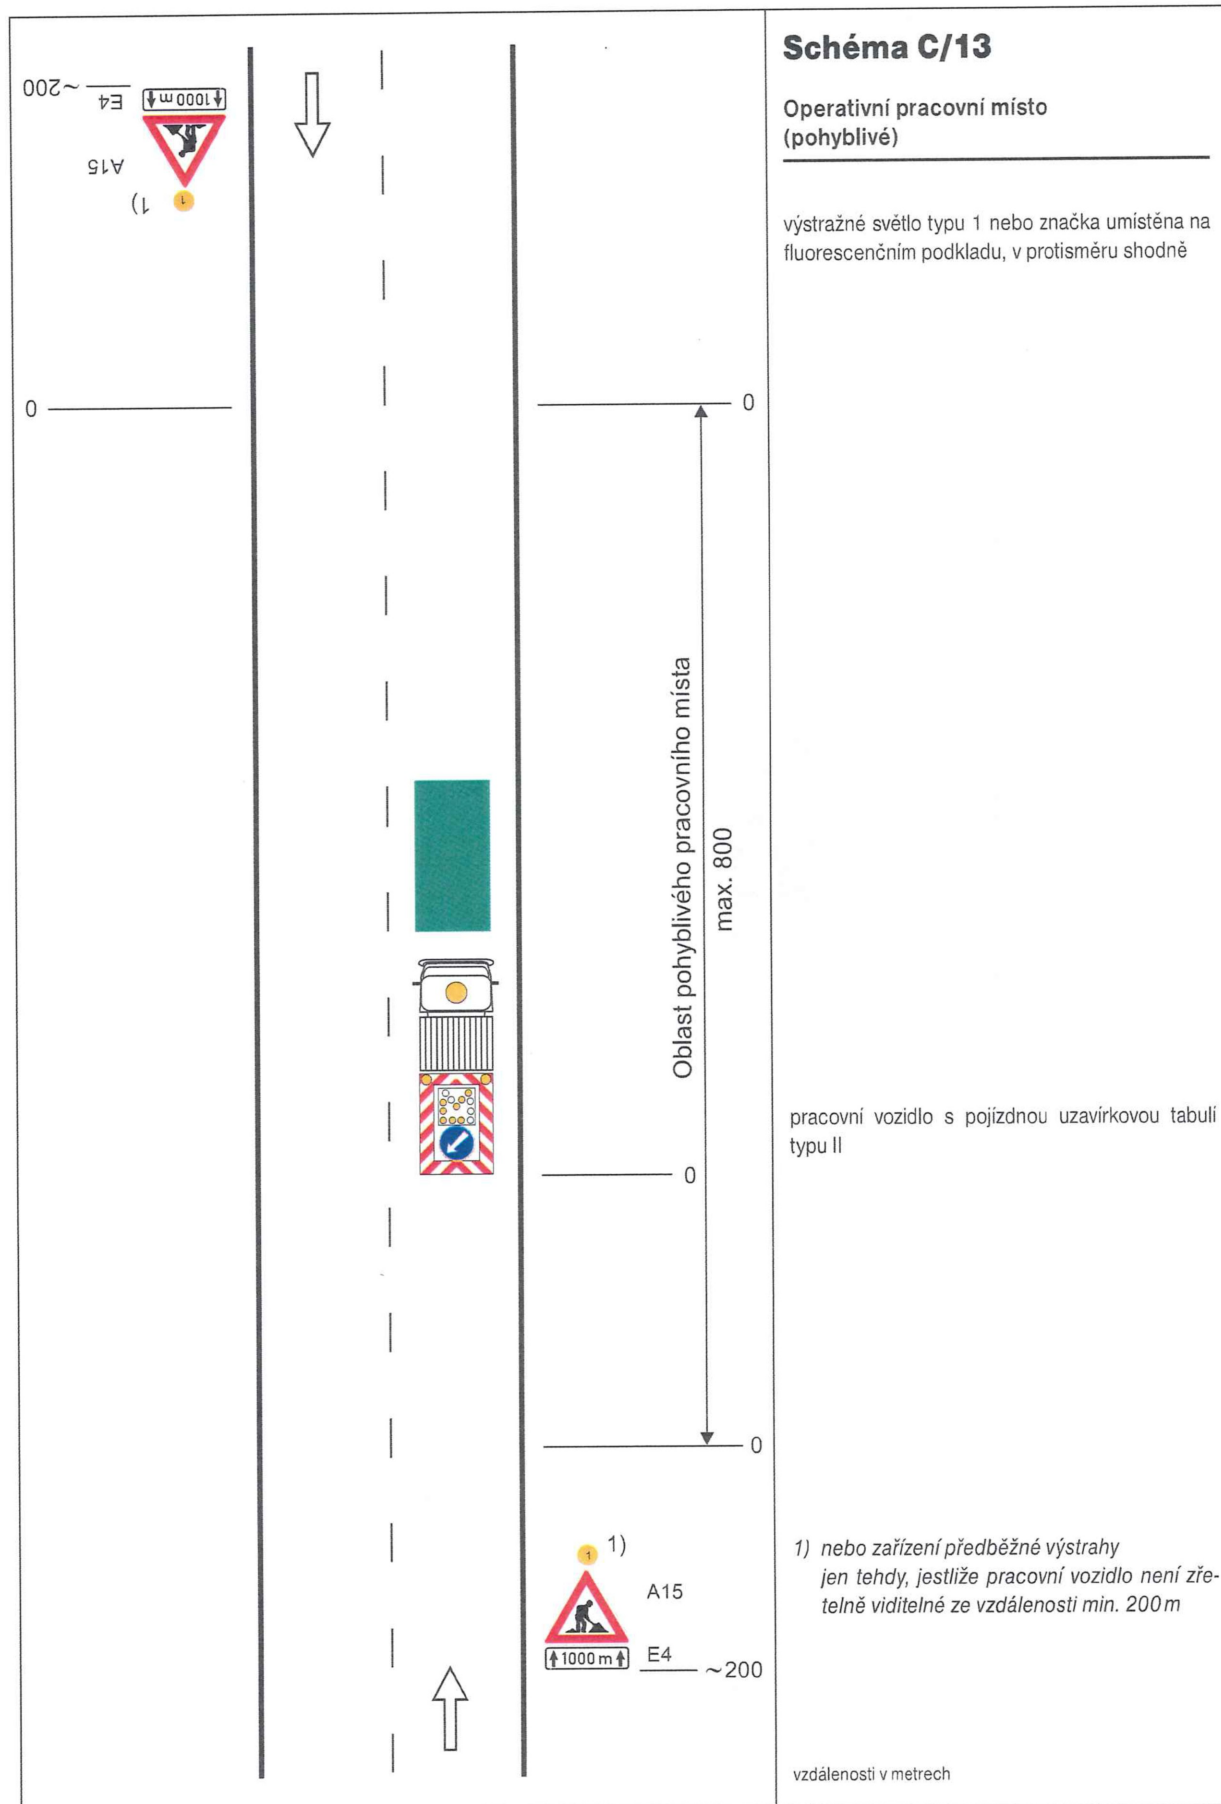 Schéma C/13
Operativní pracovní místo
(pohyblivé)
výstražné světlo typu 1 nebo značka umístěna na
fluorescenčním podkladu, v protisměru shodně
~200
E4
1000 m
A15
1)
1
0
0
Oblast pohyblivého pracovního místa
max. 800
pracovní vozidlo s pojízdnou uzavírkovou tabulí
typu II
0
0
1
1)
A15
1000 m
E4
~200
1) nebo zařízení předběžné výstrahy
jen tehdy, jestliže pracovní vozidlo není zře-
telně viditelné ze vzdálenosti min. 200 m
vzdálenosti v metrech